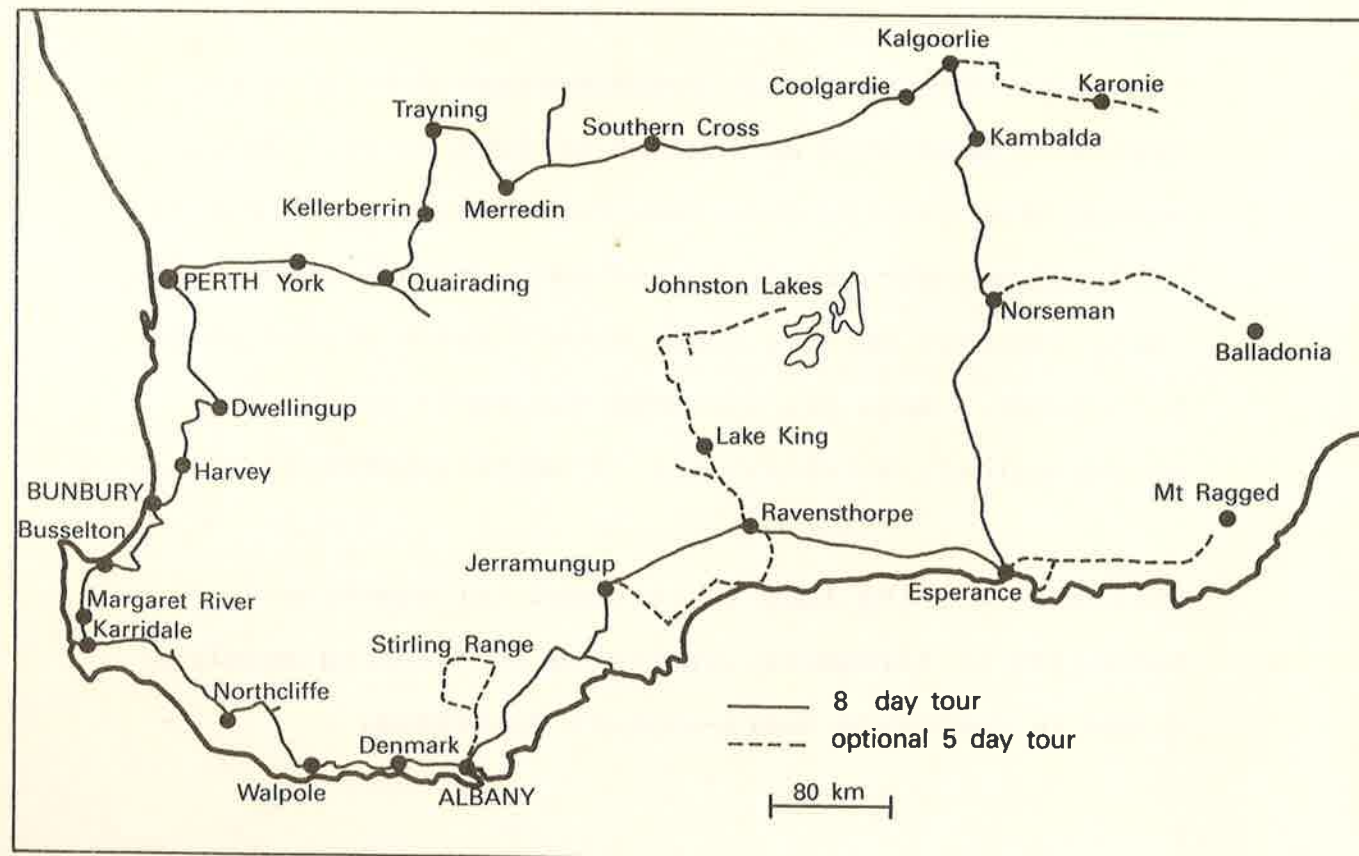 Kalgoorlie
Coolgardie
Karonie
Trayning
Southern Cross
Kambalda
Kellerberrin
Merredin
PERTH
York
Quairading
Johnston Lakes
Norseman
Balladonia
Dwellingup
Lake King
Harvey
BUNBURY
Mt Ragged
Busselton
Ravensthorpe
Jerramungup
Esperance
Margaret River
Karridale
Stirling Range
Northcliffe
8 day tour
optional 5 day tour
Denmark
Walpole
ALBANY
80 km